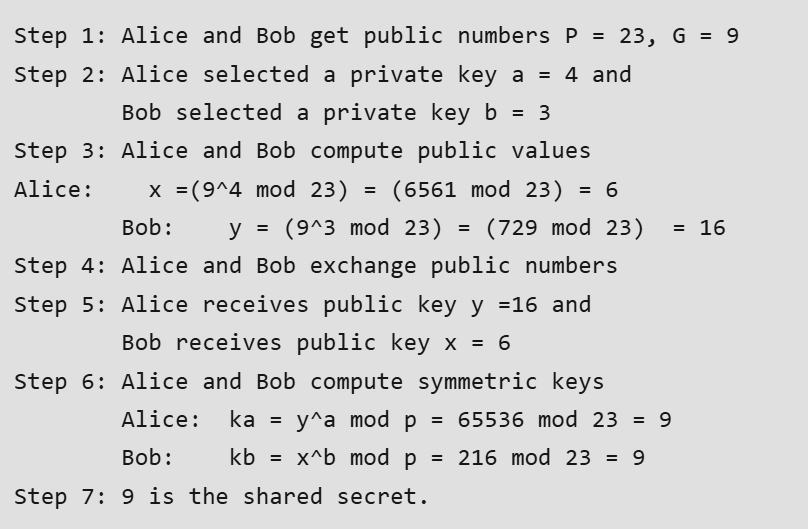 Step 1: Alice and Bob get public numbers P = 23, G = 9
Step 2: Alice selected a private key a = 4 and
Bob selected a private key b = 3
Step 3: Alice and Bob compute public values
Alice:    x =(9^4 mod 23) = (6561 mod 23) = 6
Bob:    y = (9^3 mod 23) = (729 mod 23)  = 16
Step 4: Alice and Bob exchange public numbers
Step 5: Alice receives public key y =16 and
Bob receives public key x = 6
Step 6: Alice and Bob compute symmetric keys
Alice:  ka = y^a mod p = 65536 mod 23 = 9
Bob:    kb = x^b mod p = 216 mod 23 = 9
Step 7: 9 is the shared secret.